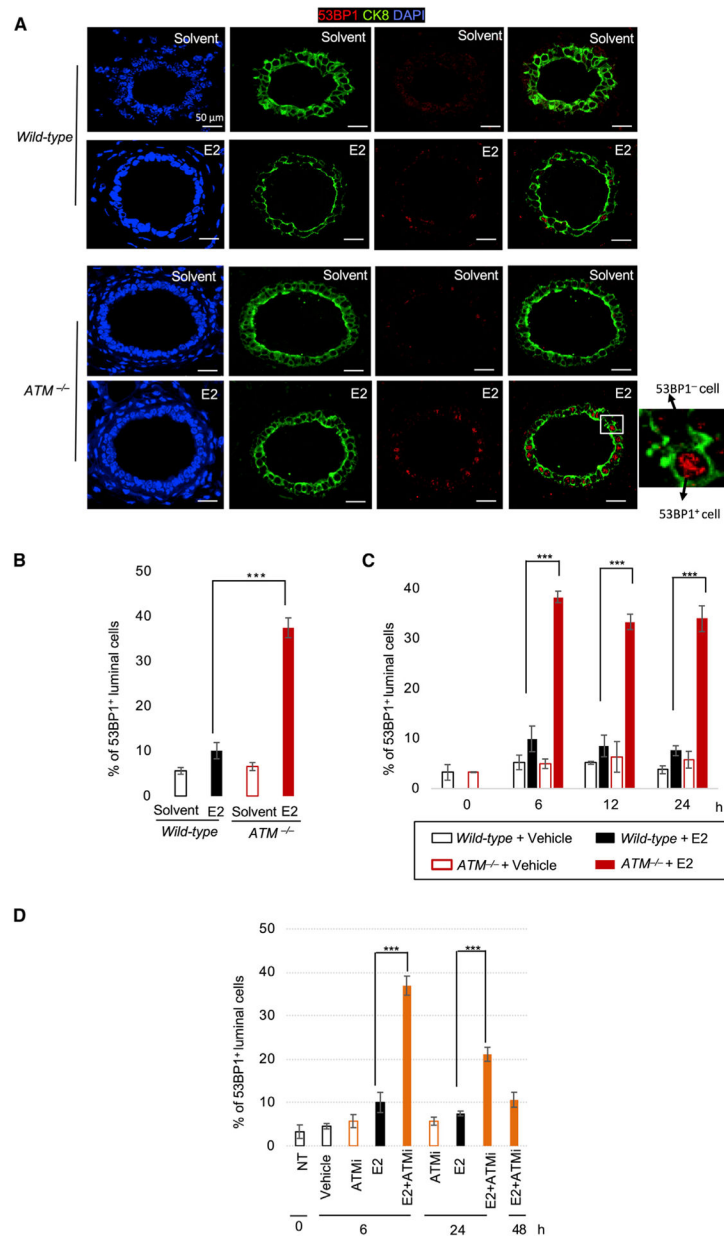 A
53BP1 CK8 DAPI
Solvent Solvent Solvent Solvent
50 µm
Wild-type
E2 E2 E2 E2
Solvent Solvent Solvent Solvent
ATM –/–
E2 E2 E2 E2
53BP1– cell
53BP1+ cell
B
% of 53BP1+ luminal cells
50
40
30
20
10
0
***
Solvent E2 Solvent E2
Wild-type ATM –/–
C
% of 53BP1+ luminal cells
40
30
20
10
0
*** *** ***
0 6 12 24 h
Wild-type + Vehicle Wild-type + E2
ATM–/– + Vehicle ATM–/– + E2
D
% of 53BP1+ luminal cells
50
40
30
20
10
0
*** ***
NT Vehicle ATMi E2 E2+ATMi ATMi E2 E2+ATMi E2+ATMi
0 6 24 48 h